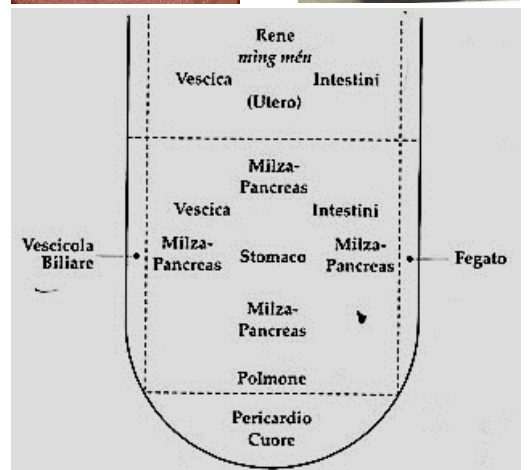 Rene
mìng mén
Vescica Intestini
(Utero)
Milza-
Pancreas
Vescica Intestini
Vescicola
Biliare
Milza-
Pancreas
Stomaco
Milza-
Pancreas
Fegato
Milza-
Pancreas
Polmone
Pericardio
Cuore